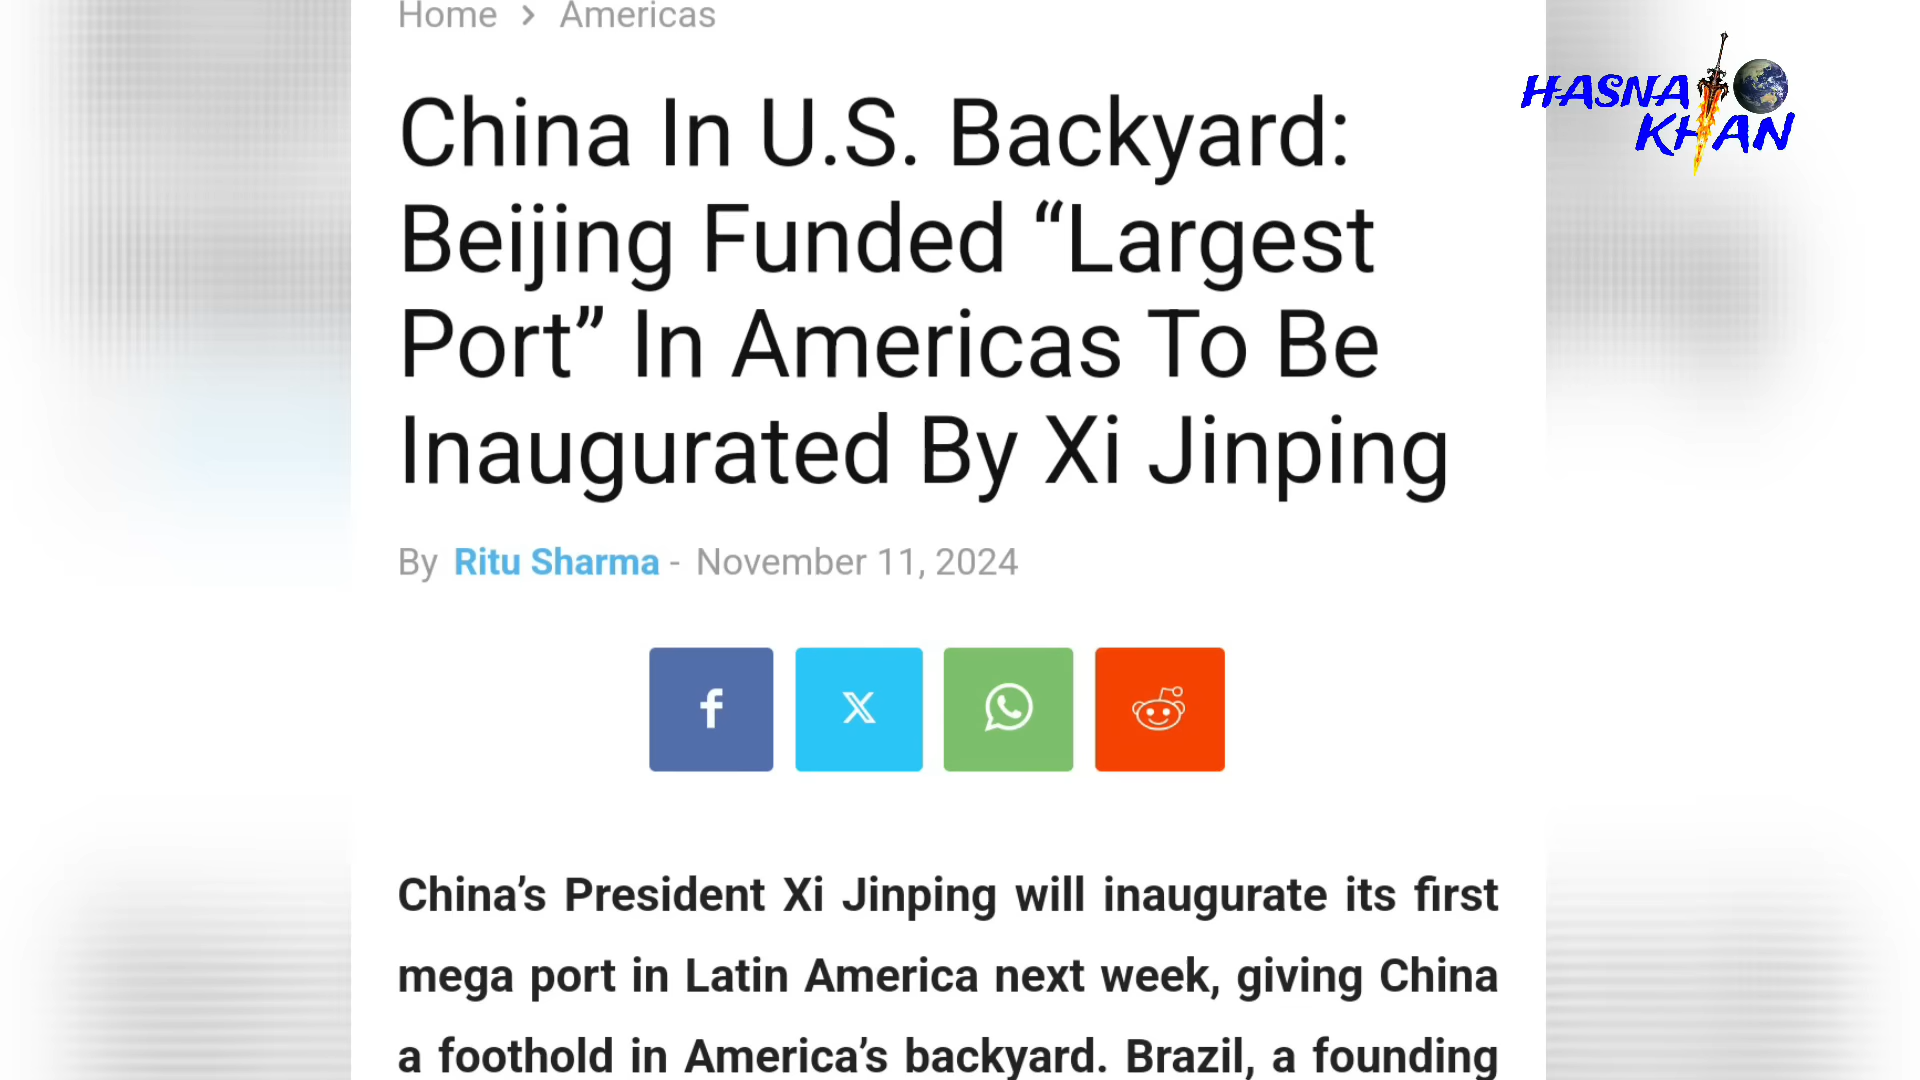 Home > Americas
HASNA
KHAN
China In U.S. Backyard:
Beijing Funded “Largest
Port” In Americas To Be
Inaugurated By Xi Jinping
By Ritu Sharma - November 11, 2024
China’s President Xi Jinping will inaugurate its first
mega port in Latin America next week, giving China
a foothold in America’s backyard. Brazil, a founding